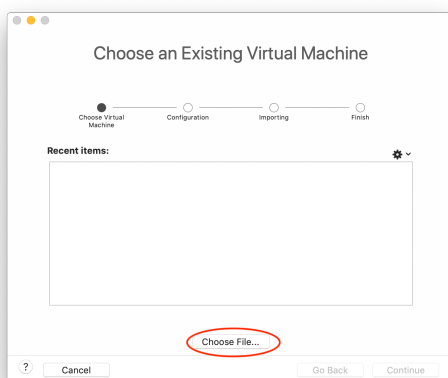 Choose an Existing Virtual Machine
Choose Virtual
Machine
Configuration
Importing
Finish
Recent items:
Choose File...
?
Cancel
Go Back
Continue